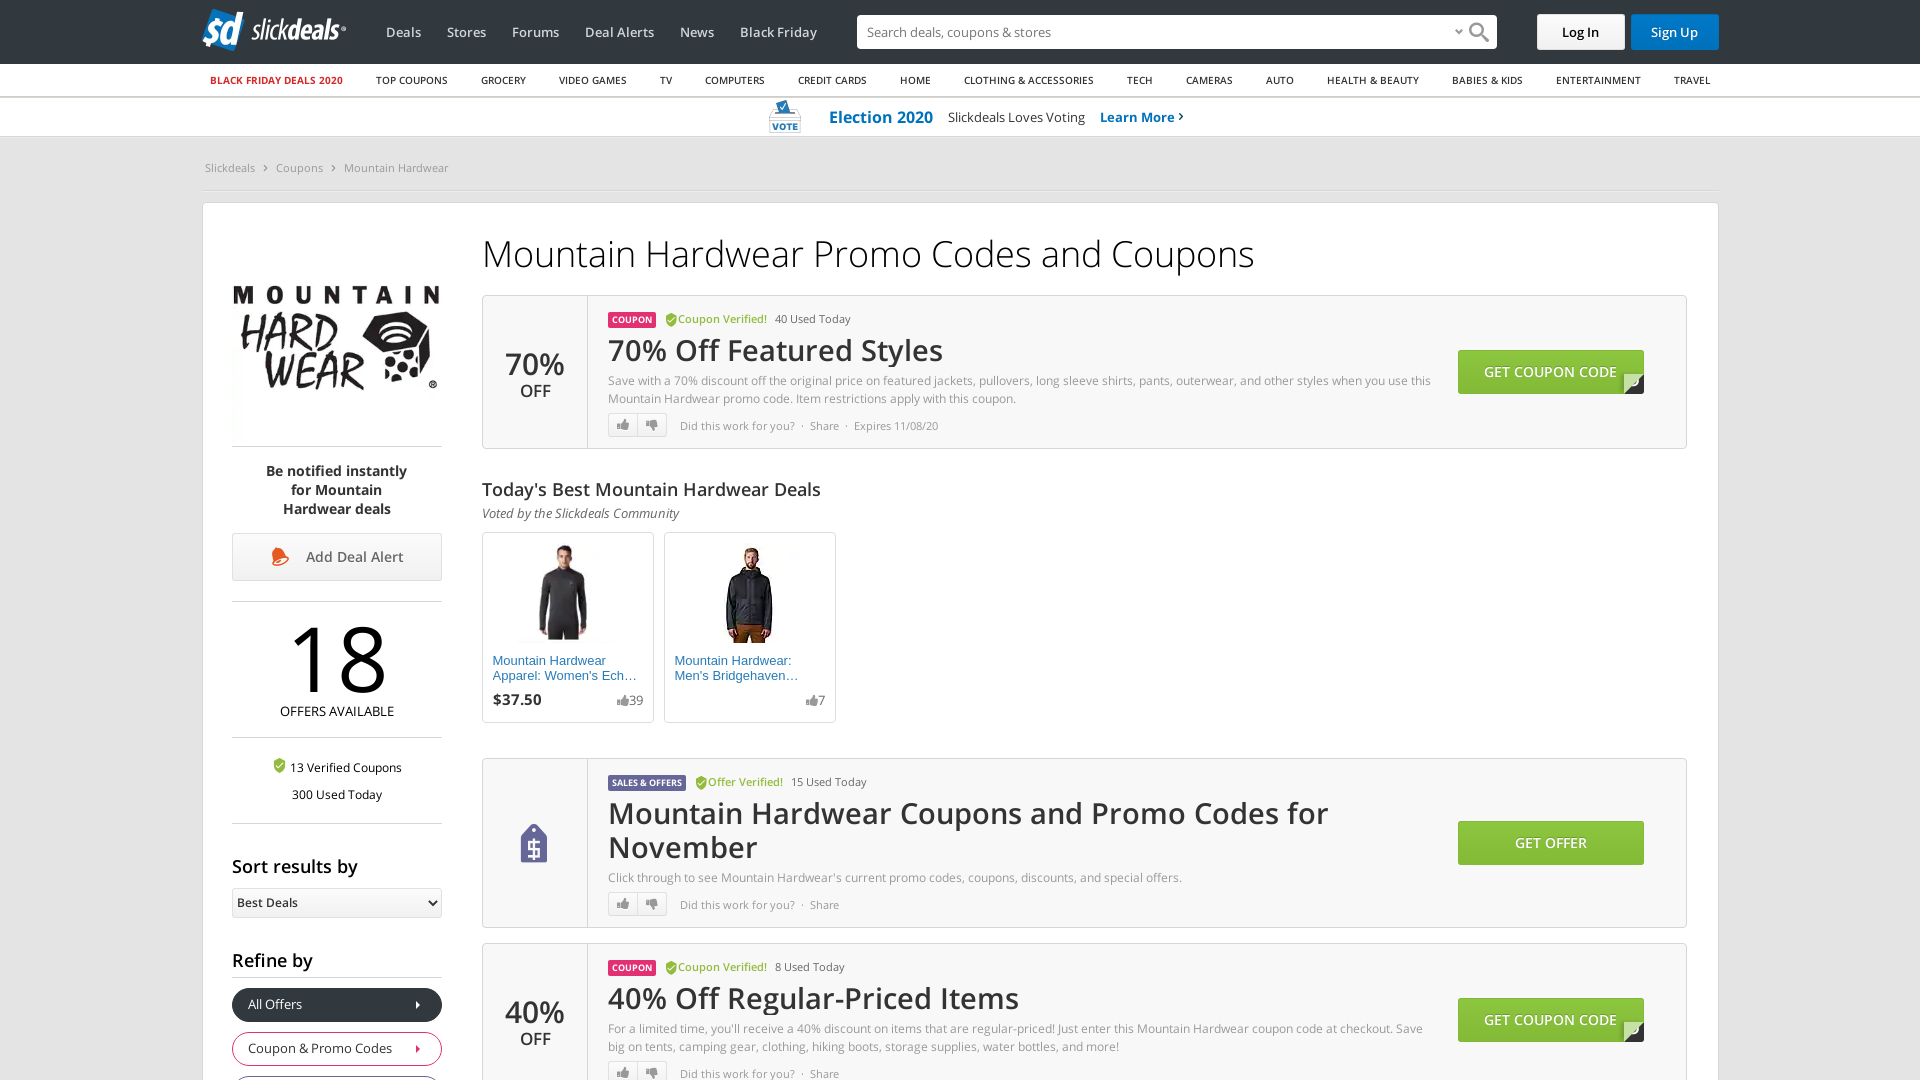 slickdeals
Deals
Stores
Forums
Deal Alerts
News
Black Friday
Search deals, coupons & stores
Log In
Sign Up
BLACK FRIDAY DEALS 2020
TOP COUPONS
GROCERY
VIDEO GAMES
TV
COMPUTERS
CREDIT CARDS
HOME
CLOTHING & ACCESSORIES
TECH
CAMERAS
AUTO
HEALTH & BEAUTY
BABIES & KIDS
ENTERTAINMENT
TRAVEL
VOTE
Election 2020
Slickdeals Loves Voting
Learn More
Slickdeals
Coupons
Mountain Hardwear
MOUNTAIN
HARD
WEAR
®
Be notified instantly
for Mountain
Hardwear deals
Add Deal Alert
18
OFFERS AVAILABLE
13 Verified Coupons
300 Used Today
Sort results by
Best Deals
Refine by
All Offers
Coupon & Promo Codes
Mountain Hardwear Promo Codes and Coupons
70%
OFF
COUPON Coupon Verified! 40 Used Today
70% Off Featured Styles
Save with a 70% discount off the original price on featured jackets, pullovers, long sleeve shirts, pants, outerwear, and other styles when you use this
Mountain Hardwear promo code. Item restrictions apply with this coupon.
Did this work for you? · Share · Expires 11/08/20
GET COUPON CODE
Today's Best Mountain Hardwear Deals
Voted by the Slickdeals Community
Mountain Hardwear
Apparel: Women's Ech…
$37.50
39
Mountain Hardwear:
Men's Bridgehaven…
7
SALES & OFFERS Offer Verified! 15 Used Today
Mountain Hardwear Coupons and Promo Codes for
November
Click through to see Mountain Hardwear's current promo codes, coupons, discounts, and special offers.
Did this work for you? · Share
GET OFFER
40%
OFF
COUPON Coupon Verified! 8 Used Today
40% Off Regular-Priced Items
For a limited time, you'll receive a 40% discount on items that are regular-priced! Just enter this Mountain Hardwear coupon code at checkout. Save
big on tents, camping gear, clothing, hiking boots, storage supplies, water bottles, and more!
Did this work for you? · Share
GET COUPON CODE